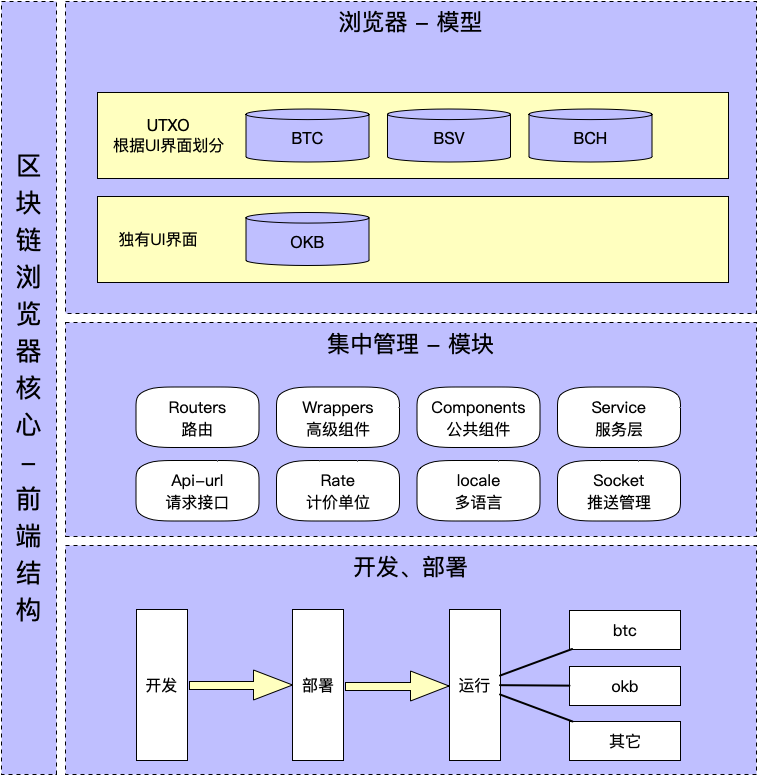 区块链浏览器核心–前端结构
浏览器 – 模型
UTXO
根据UI界面划分
BTC
BSV
BCH
独有UI界面
OKB
集中管理 – 模块
Routers
路由
Wrappers
高级组件
Components
公共组件
Service
服务层
Api-url
请求接口
Rate
计价单位
locale
多语言
Socket
推送管理
开发、部署
开发
部署
运行
btc
okb
其它